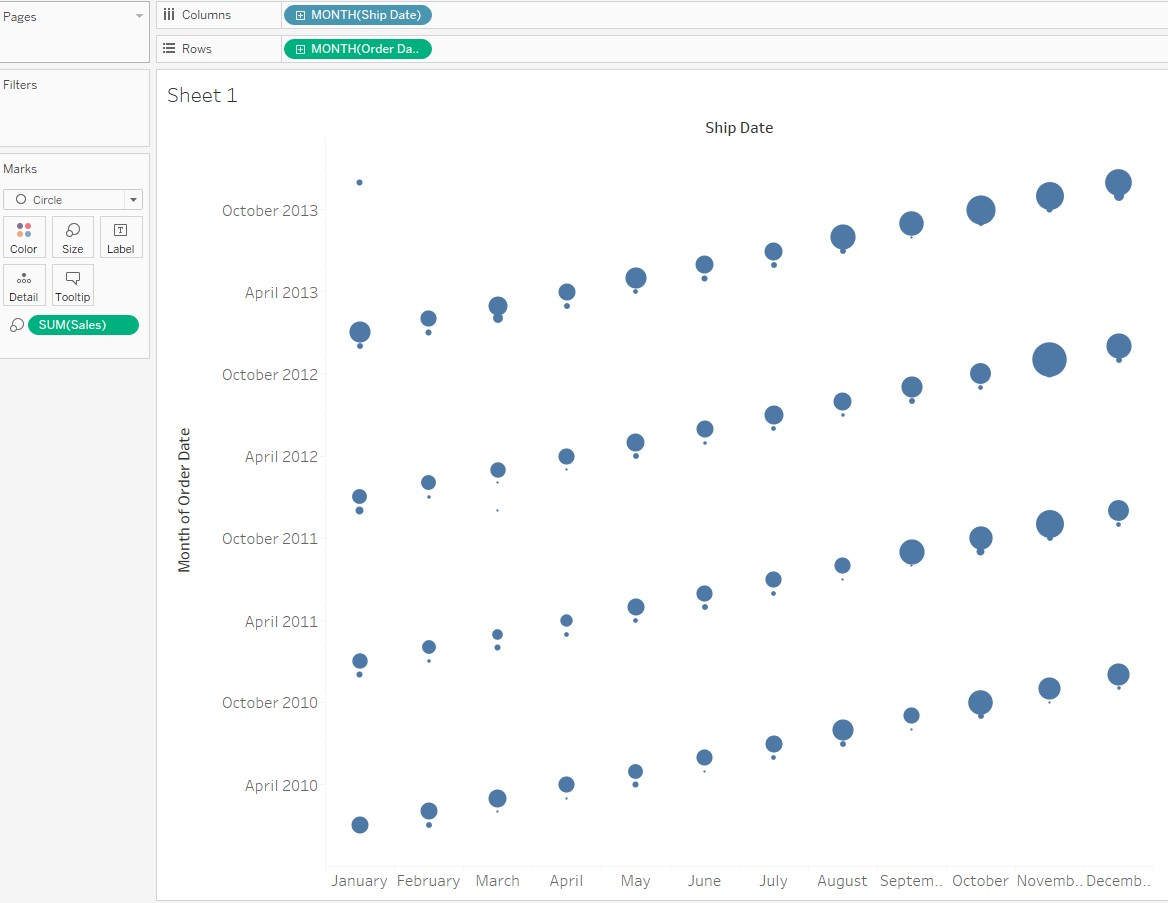 Pages
Columns
MONTH(Ship Date)
Rows
MONTH(Order Da..
Filters
Marks
Circle
Color
Size
Label
Detail
Tooltip
SUM(Sales)
Sheet 1
Ship Date
Month of Order Date
October 2013
April 2013
October 2012
April 2012
October 2011
April 2011
October 2010
April 2010
January February March April May June July August Septem.. October Novemb.. Decemb..